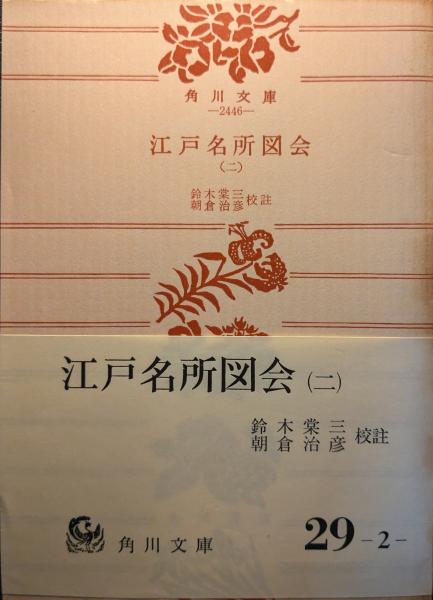 角川文庫
—2446—
江戸名所図会
(二)
鈴木棠三
朝倉治彦 校註
江戸名所図会 (二)
鈴木棠三
朝倉治彦 校註
角川文庫
29-2-